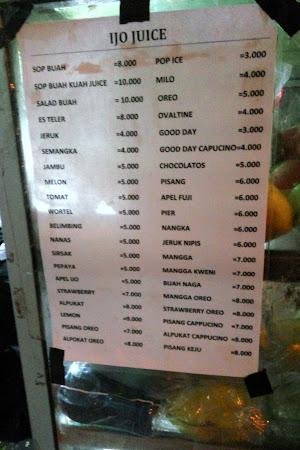 IJO JUICE
SOP BUAH =8.000
SOP BUAH KUAH JUICE =10.000
SALAD BUAH =10.000
ES TELER =8.000
JERUK =4.000
SEMANGKA =4.000
JAMBU =5.000
MELON =5.000
TOMAT =5.000
WORTEL =5.000
BELIMBING =5.000
NANAS =5.000
SIRSAK =5.000
PEPAYA =5.000
APEL IJO =5.000
STRAWBERRY =7.000
ALPUKAT =8.000
LEMON =9.000
PISANG OREO =7.000
ALPOKAT OREO =8.000
POP ICE =3.000
MILO =4.000
OREO =5.000
OVALTINE =4.000
GOOD DAY =3.000
GOOD DAY CAPUCINO =4.000
CHOCOLATOS =5.000
PISANG =6.000
APEL FUJI =6.000
PIER =6.000
NANGKA =6.000
JERUK NIPIS =6.000
MANGGA =7.000
MANGGA KWENI =7.000
BUAH NAGA =7.000
MANGGA OREO =8.000
STRAWBERRY OREO =8.000
PISANG CAPPUCINO =7.000
ALPUKAT CAPPUCINO =8.000
PISANG KEJU =8.000